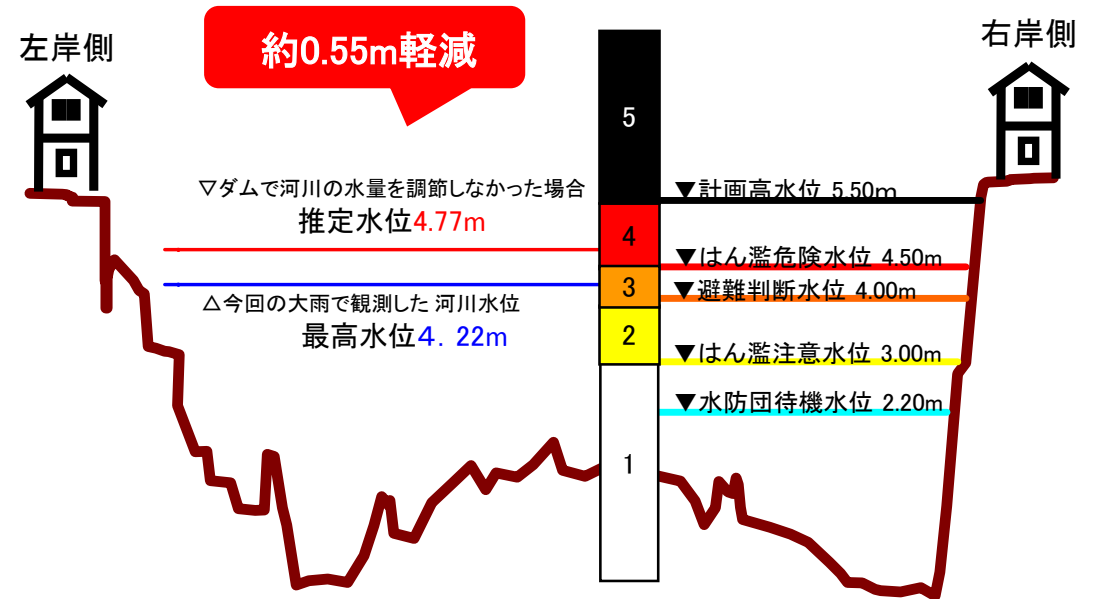 左岸側
約0.55m軽減
右岸側
▽ダムで河川の水量を調節しなかった場合
推定水位4.77m
△今回の大雨で観測した 河川水位
最高水位４．22m
5
4
3
2
1
▼計画高水位 5.50m
▼はん濫危険水位 4.50m
▼避難判断水位 4.00m
▼はん濫注意水位 3.00m
▼水防団待機水位 2.20m